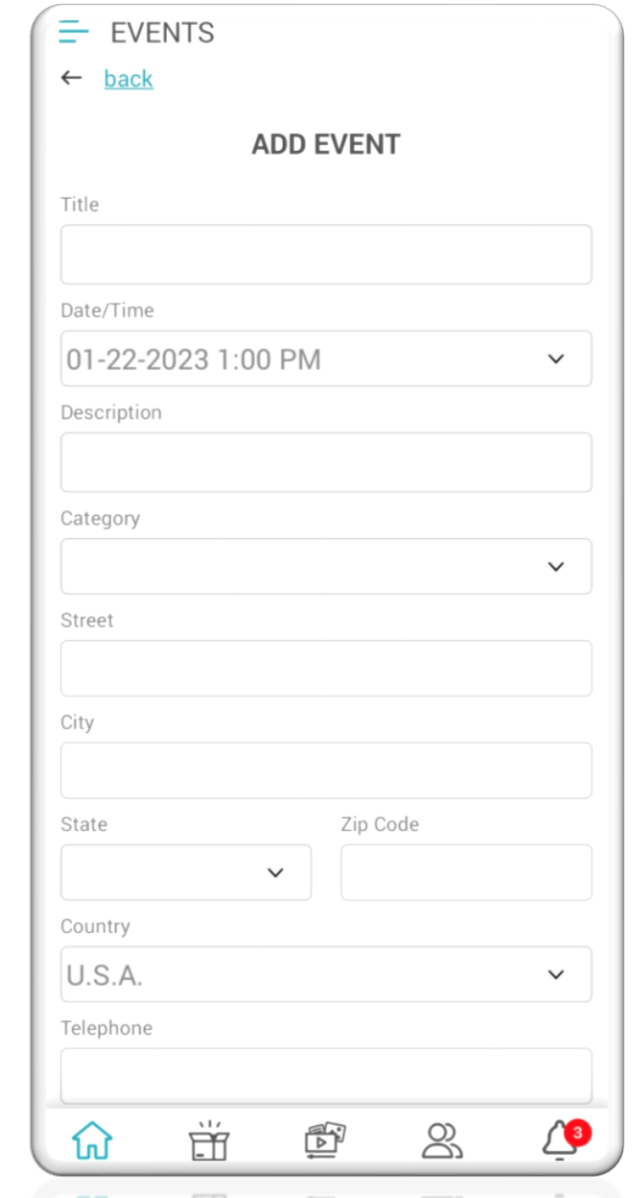 EVENTS
back
ADD EVENT
Title
Date/Time
01-22-2023 1:00 PM
Description
Category
Street
City
State Zip Code
Country
U.S.A.
Telephone
3